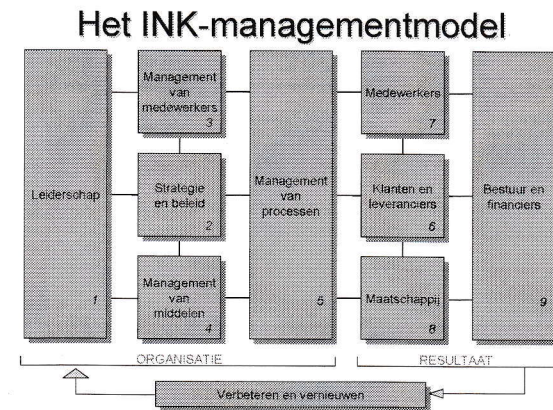 Het INK-managementmodel
Leiderschap
1
Management
van
medewerkers
3
Strategie
en beleid
2
Management
van
middelen
4
Management
van
processen
5
Medewerkers
7
Klanten en
leveranciers
6
Maatschappij
8
Bestuur en
financiers
9
ORGANISATIE
RESULTAAT
Verbeteren en vernieuwen